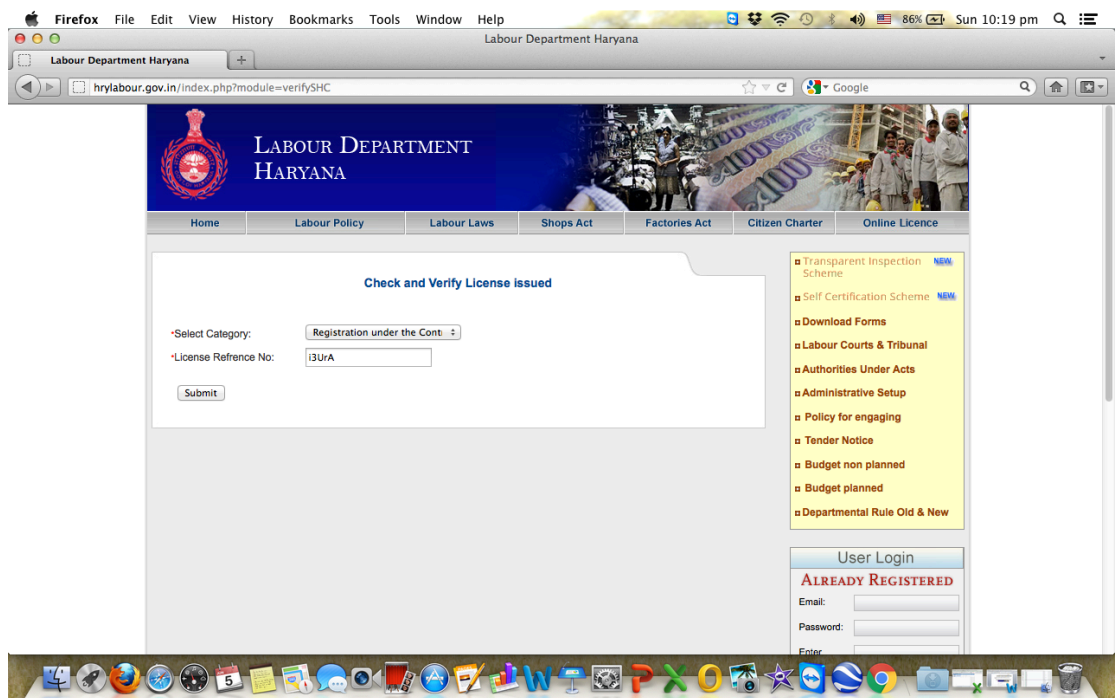 Firefox File Edit View History Bookmarks Tools Window Help 86% Sun 10:19 pm
Labour Department Haryana
Labour Department Haryana
hrylabour.gov.in/index.php?module=verifySHC Google
LABOUR DEPARTMENT
HARYANA
Home Labour Policy Labour Laws Shops Act Factories Act Citizen Charter Online Licence
Check and Verify License issued
*Select Category: Registration under the Cont
*License Refrence No: i3UrA
Submit
Transparent Inspection NEW
Scheme
Self Certification Scheme NEW
Download Forms
Labour Courts & Tribunal
Authorities Under Acts
Administrative Setup
Policy for engaging
Tender Notice
Budget non planned
Budget planned
Departmental Rule Old & New
User Login
ALREADY REGISTERED
Email:
Password:
Enter
5